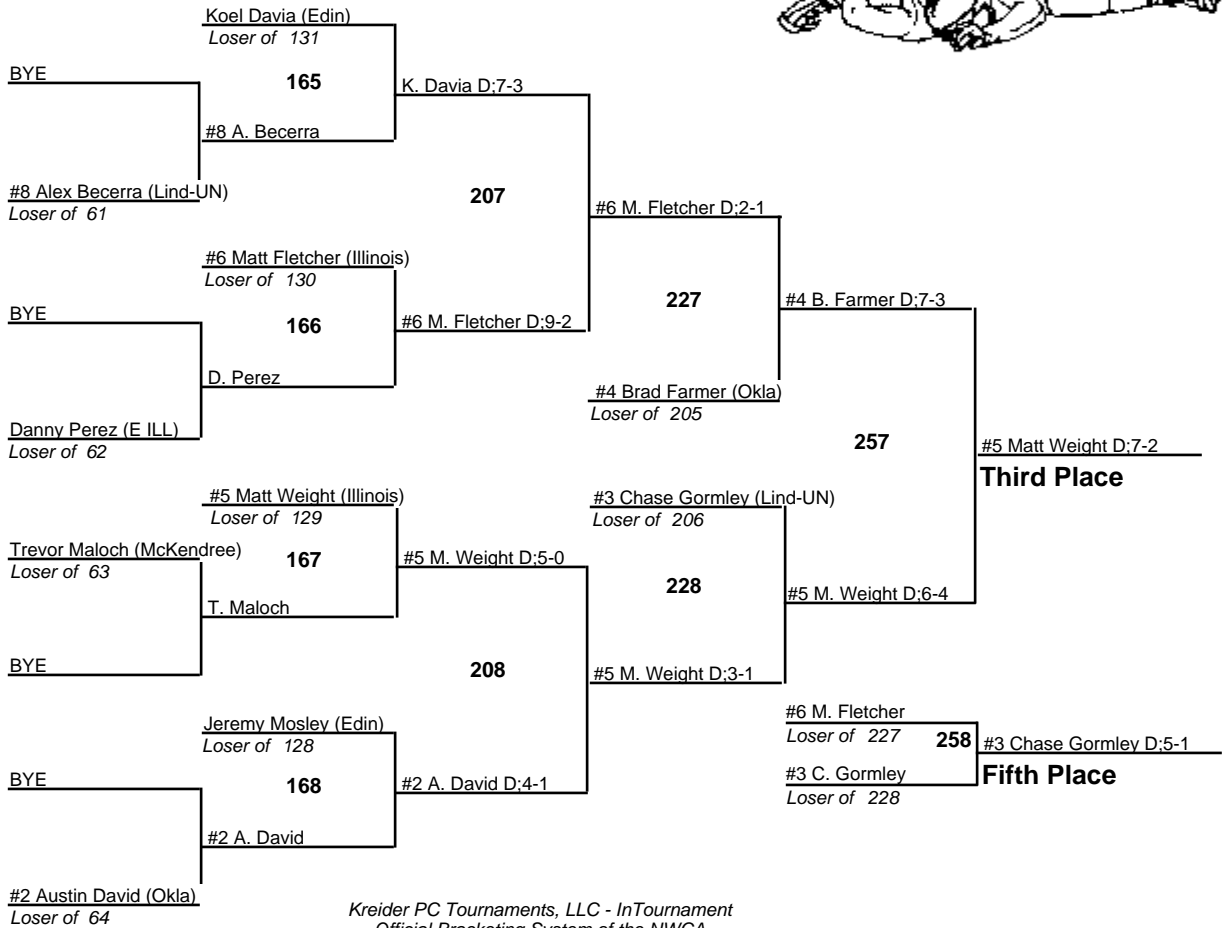 Koel Davia (Edin)
Loser of 131
BYE
165
K. Davia D;7-3
#8 A. Becerra
#8 Alex Becerra (Lind-UN)
Loser of 61
207
#6 M. Fletcher D;2-1
#6 Matt Fletcher (Illinois)
Loser of 130
BYE
166
#6 M. Fletcher D;9-2
227
#4 B. Farmer D;7-3
D. Perez
#4 Brad Farmer (Okla)
Loser of 205
Danny Perez (E ILL)
Loser of 62
257
#5 Matt Weight D;7-2
Third Place
#5 Matt Weight (Illinois)
Loser of 129
#3 Chase Gormley (Lind-UN)
Loser of 206
Trevor Maloch (McKendree)
Loser of 63
167
#5 M. Weight D;5-0
228
#5 M. Weight D;6-4
T. Maloch
BYE
208
#5 M. Weight D;3-1
#6 M. Fletcher
Loser of 227
258
#3 Chase Gormley D;5-1
Fifth Place
#3 C. Gormley
Loser of 228
Jeremy Mosley (Edin)
Loser of 128
BYE
168
#2 A. David D;4-1
#2 A. David
#2 Austin David (Okla)
Loser of 64
Kreider PC Tournaments, LLC - InTournament
Official Bracketing System of the NWCA